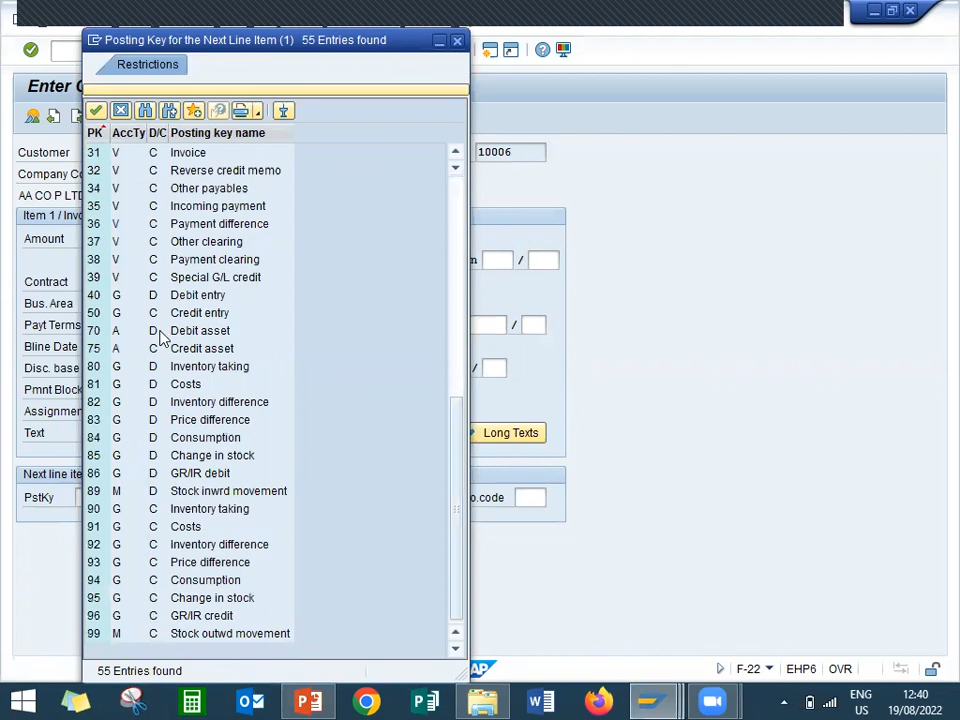 Posting Key for the Next Line Item (1) 55 Entries found
Restrictions
Enter
PK AccTy D/C Posting key name
31 V C Invoice
32 V C Reverse credit memo
34 V C Other payables
35 V C Incoming payment
36 V C Payment difference
37 V C Other clearing
38 V C Payment clearing
39 V C Special G/L credit
40 G D Debit entry
50 G C Credit entry
70 A D Debit asset
75 A C Credit asset
80 G D Inventory taking
81 G D Costs
82 G D Inventory difference
83 G D Price difference
84 G D Consumption
85 G D Change in stock
86 G D GR/IR debit
89 M D Stock inwrd movement
90 G C Inventory taking
91 G C Costs
92 G C Inventory difference
93 G C Price difference
94 G C Consumption
95 G C Change in stock
96 G C GR/IR credit
99 M C Stock outwd movement
55 Entries found
Customer
10006
Company Co
AA CO P LTD
Item 1 / Invo
Amount
/
Contract
Bus. Area
Payt Terms
/
Bline Date
Disc. base
/
Pmnt Block
Assignmen
Text
Long Texts
Next line ite
PstKy
o.code
SAP
F-22
EHP6
OVR
ENG
US
12:40
19/08/2022